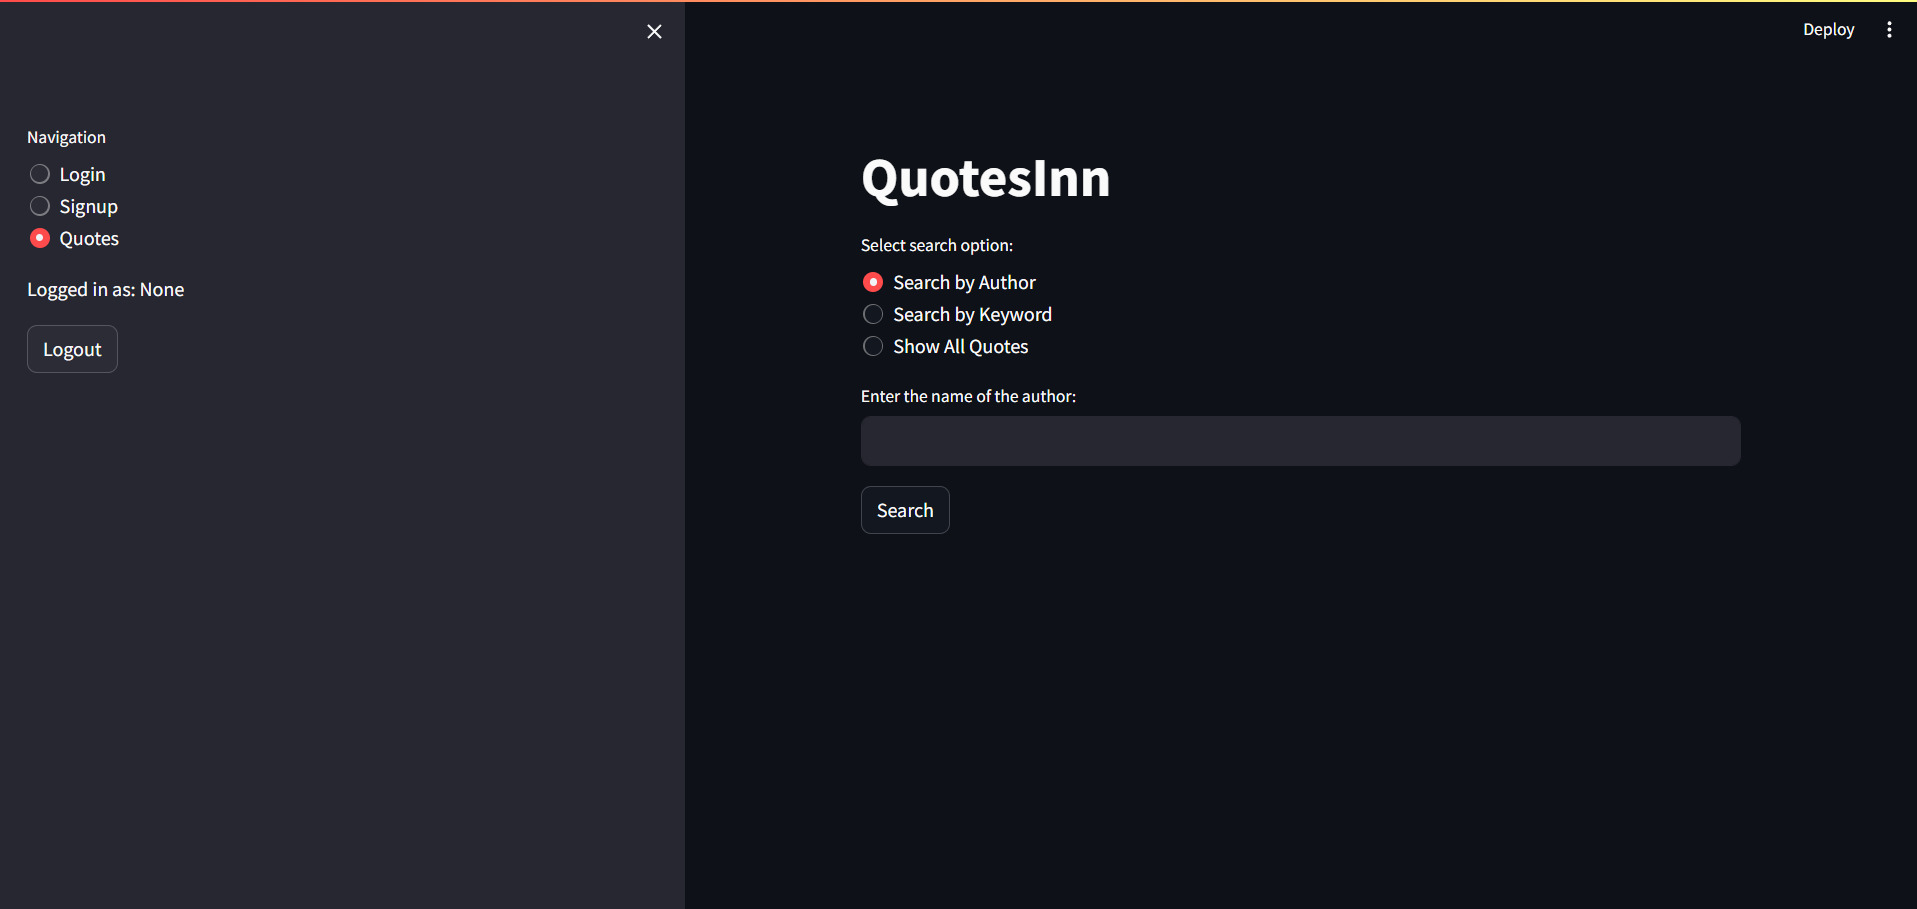 Deploy
Navigation
Login
Signup
Quotes
Logged in as: None
Logout
QuotesInn
Select search option:
Search by Author
Search by Keyword
Show All Quotes
Enter the name of the author:
Search